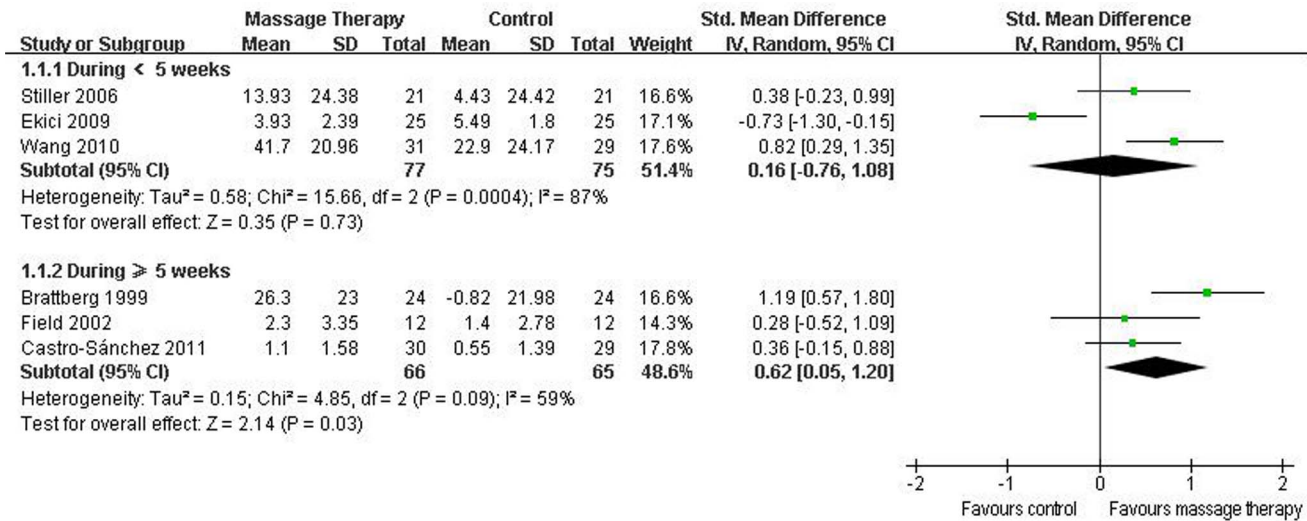 Massage Therapy Control Std. Mean Difference Std. Mean Difference
Study or Subgroup Mean SD Total Mean SD Total Weight IV, Random, 95% CI IV, Random, 95% CI
1.1.1 During < 5 weeks
Stiller 2006 13.93 24.38 21 4.43 24.42 21 16.6% 0.38 [-0.23, 0.99]
Ekici 2009 3.93 2.39 25 5.49 1.8 25 17.1% -0.73 [-1.30, -0.15]
Wang 2010 41.7 20.96 31 22.9 24.17 29 17.6% 0.82 [0.29, 1.35]
Subtotal (95% CI) 77 75 51.4% 0.16 [-0.76, 1.08]
Heterogeneity: Tau² = 0.58; Chi² = 15.66, df = 2 (P = 0.0004); I² = 87%
Test for overall effect: Z = 0.35 (P = 0.73)
1.1.2 During ⩾ 5 weeks
Brattberg 1999 26.3 23 24 -0.82 21.98 24 16.6% 1.19 [0.57, 1.80]
Field 2002 2.3 3.35 12 1.4 2.78 12 14.3% 0.28 [-0.52, 1.09]
Castro-Sánchez 2011 1.1 1.58 30 0.55 1.39 29 17.8% 0.36 [-0.15, 0.88]
Subtotal (95% CI) 66 65 48.6% 0.62 [0.05, 1.20]
Heterogeneity: Tau² = 0.15; Chi² = 4.85, df = 2 (P = 0.09); I² = 59%
Test for overall effect: Z = 2.14 (P = 0.03)
-2 -1 0 1 2
Favours control Favours massage therapy